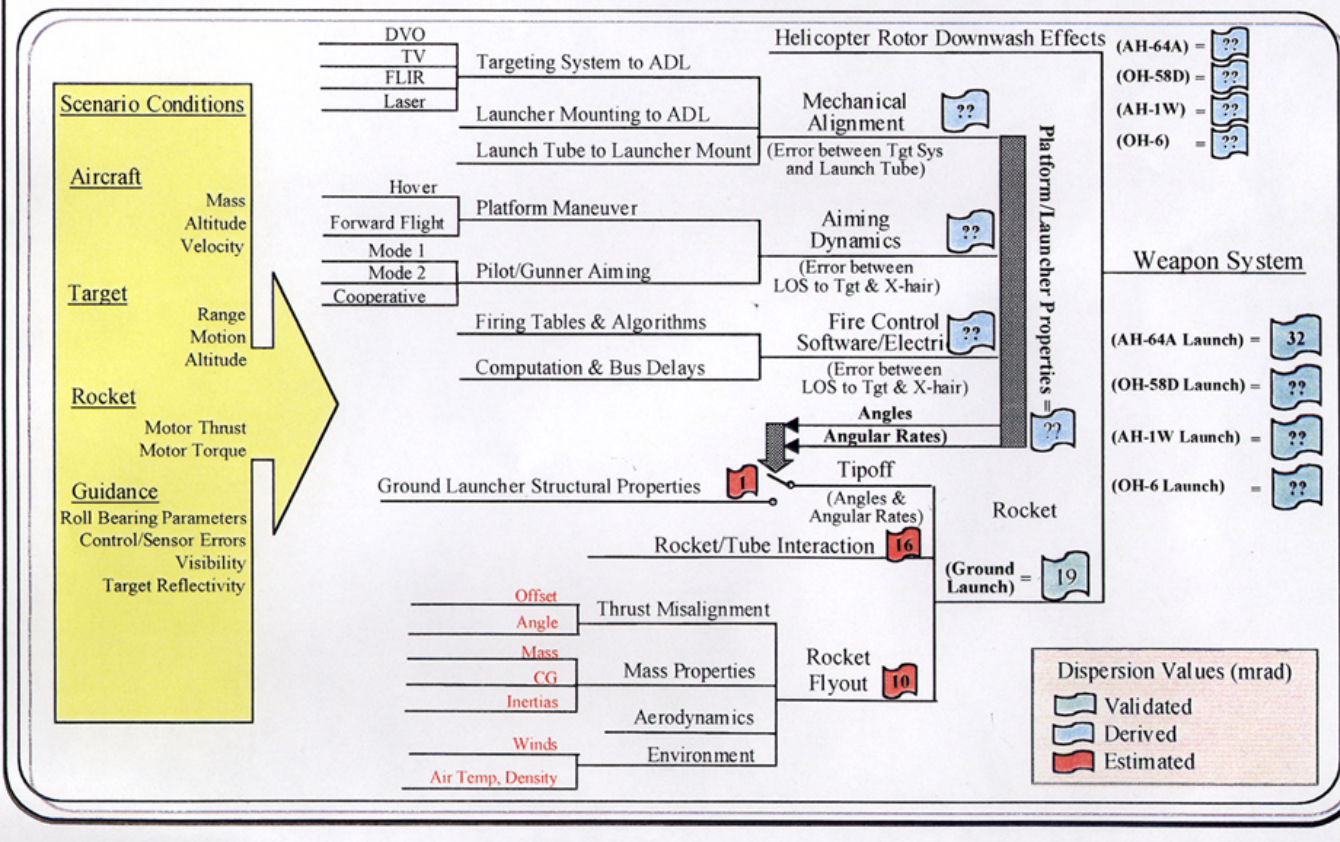 Scenario Conditions
Aircraft
Mass
Altitude
Velocity
Target
Range
Motion
Altitude
Rocket
Motor Thrust
Motor Torque
Guidance
Roll Bearing Parameters
Control/Sensor Errors
Visibility
Target Reflectivity
DVO
TV
FLIR
Laser
Targeting System to ADL
Launcher Mounting to ADL
Launch Tube to Launcher Mount
Mechanical
Alignment
??
(Error between Tgt Sys
and Launch Tube)
Hover
Forward Flight
Platform Maneuver
Mode 1
Mode 2
Cooperative
Pilot/Gunner Aiming
Aiming
Dynamics
??
(Error between
LOS to Tgt & X-hair)
Firing Tables & Algorithms
Computation & Bus Delays
Fire Control
Software/Electri
??
(Error between
LOS to Tgt & X-hair)
Angles
Angular Rates)
Platform/Launcher Properties =
??
Helicopter Rotor Downwash Effects
(AH-64A) = ??
(OH-58D) = ??
(AH-1W) = ??
(OH-6) = ??
Weapon System
(AH-64A Launch) = 32
(OH-58D Launch) = ??
(AH-1W Launch) = ??
(OH-6 Launch) = ??
Ground Launcher Structural Properties
1
Tipoff
(Angles &
Angular Rates)
Rocket/Tube Interaction
16
Rocket
(Ground
Launch) = 19
Offset
Angle
Thrust Misalignment
Mass
CG
Inertias
Mass Properties
Aerodynamics
Winds
Air Temp, Density
Environment
Rocket
Flyout
10
Dispersion Values (mrad)
Validated
Derived
Estimated